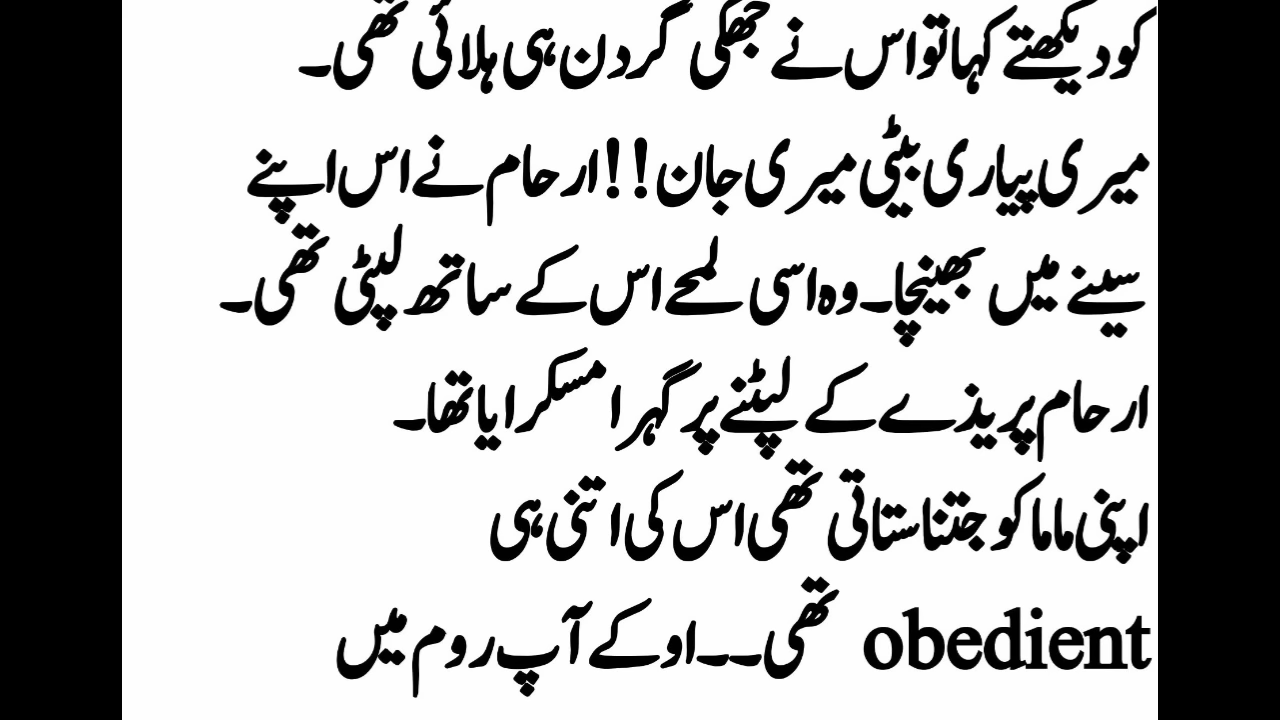 کو دیکھتے کہا تو اس نے جھکی گردن ہی ہلائی تھی۔
میری پیاری بیٹی میری جان!! ارحام نے اس اپنے
سینے میں بھینچا۔ وہ اسی لمحے اس کے ساتھ لپٹی تھی۔
ارحام پریذے کے لپٹنے پر گہرا مسکرایا تھا۔
اپنی ماما کو جتنا ستاتی تھی اس کی اتنی ہی
obedient تھی۔۔۔ اوکے آپ روم میں